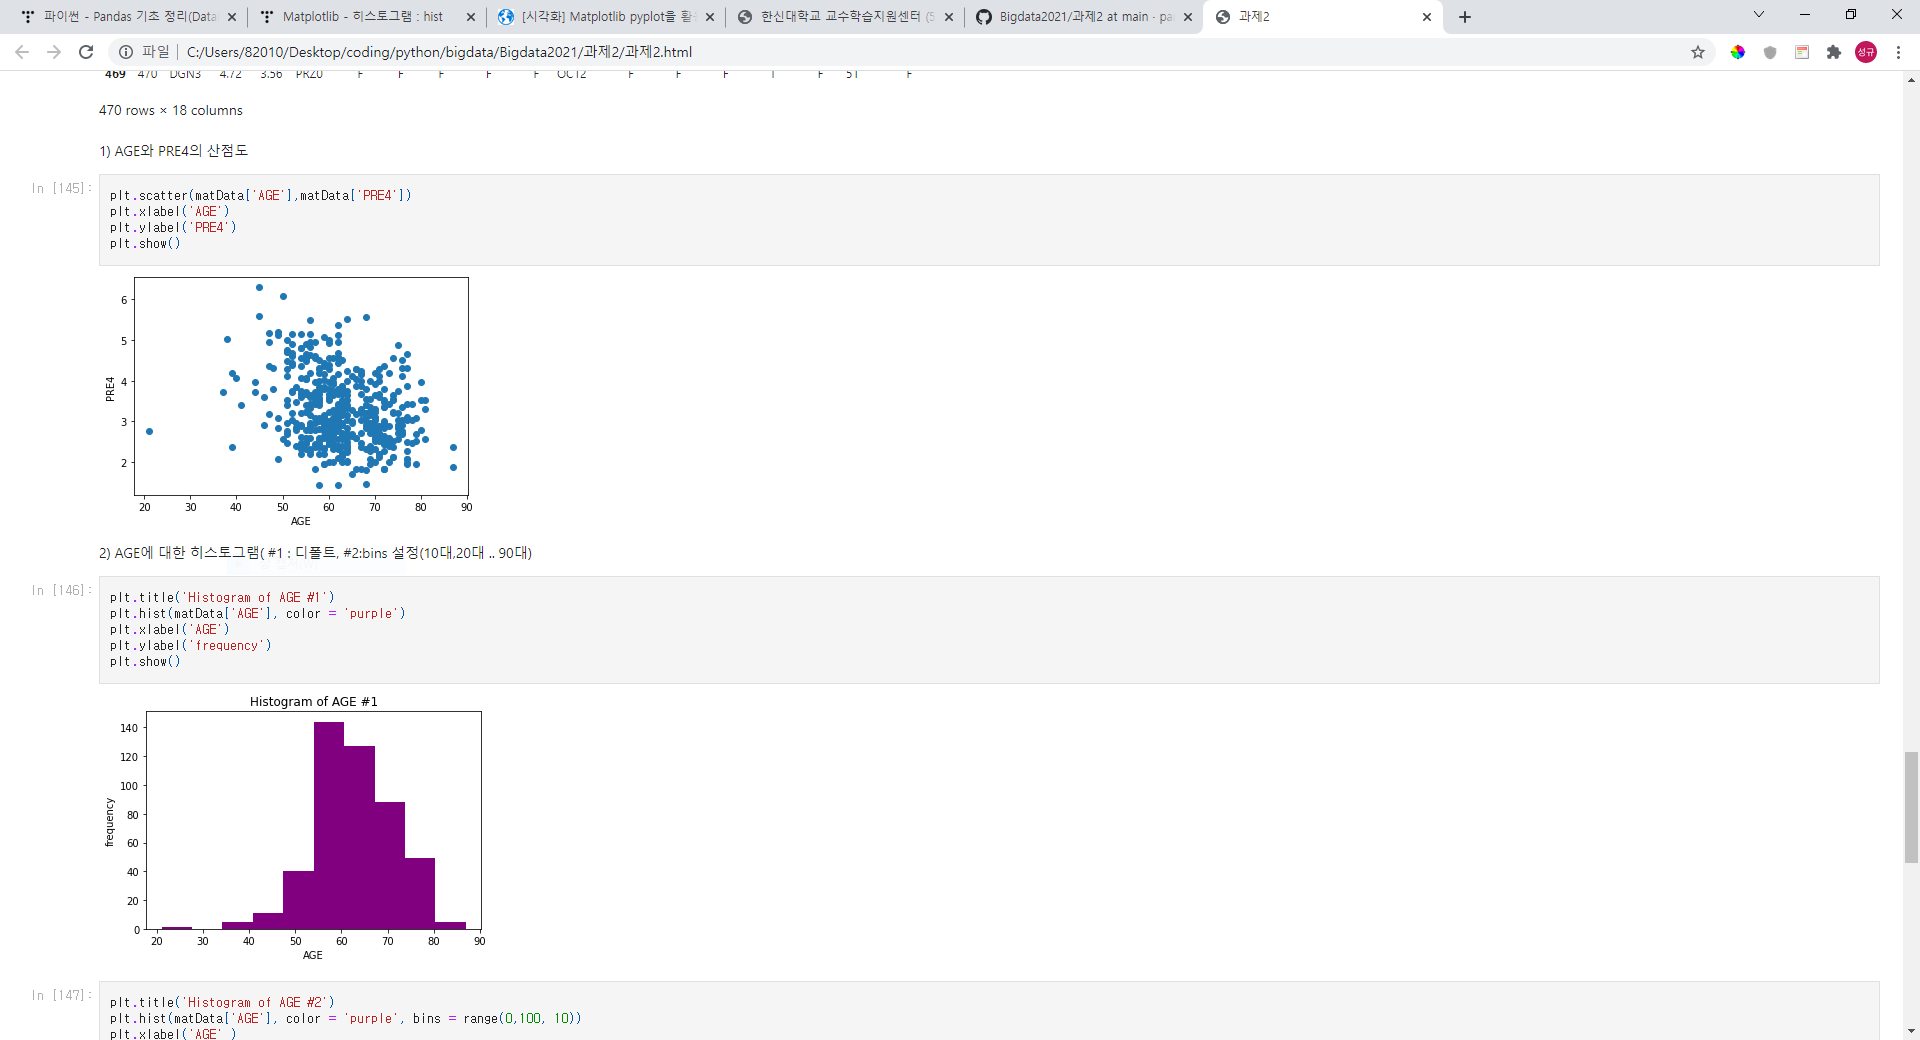 파이썬 - Pandas 기초 정리(Data
Matplotlib - 히스토그램 : hist
[시각화] Matplotlib pyplot을 활
한신대학교 교수학습지원센터 (5
Bigdata2021/과제2 at main · pa
과제2
파일
C:/Users/82010/Desktop/coding/python/bigdata/Bigdata2021/과제2/과제2.html
성규
469 470 DGN3 4.72 3.56 PRZ0 F F F F F OC12 F F F T F 51 F
470 rows × 18 columns
1) AGE와 PRE4의 산점도
In [145]:
plt.scatter(matData['AGE'],matData['PRE4'])
plt.xlabel('AGE')
plt.ylabel('PRE4')
plt.show()
6
5
4
3
2
PRE4
20 30 40 50 60 70 80 90
AGE
2) AGE에 대한 히스토그램( #1 : 디폴트, #2:bins 설정(10대,20대 .. 90대)
In [146]:
plt.title('Histogram of AGE #1')
plt.hist(matData['AGE'], color = 'purple')
plt.xlabel('AGE')
plt.ylabel('frequency')
plt.show()
Histogram of AGE #1
140
120
100
80
60
40
20
0
frequency
20 30 40 50 60 70 80 90
AGE
In [147]:
plt.title('Histogram of AGE #2')
plt.hist(matData['AGE'], color = 'purple', bins = range(0,100, 10))
plt.xlabel('AGE' )